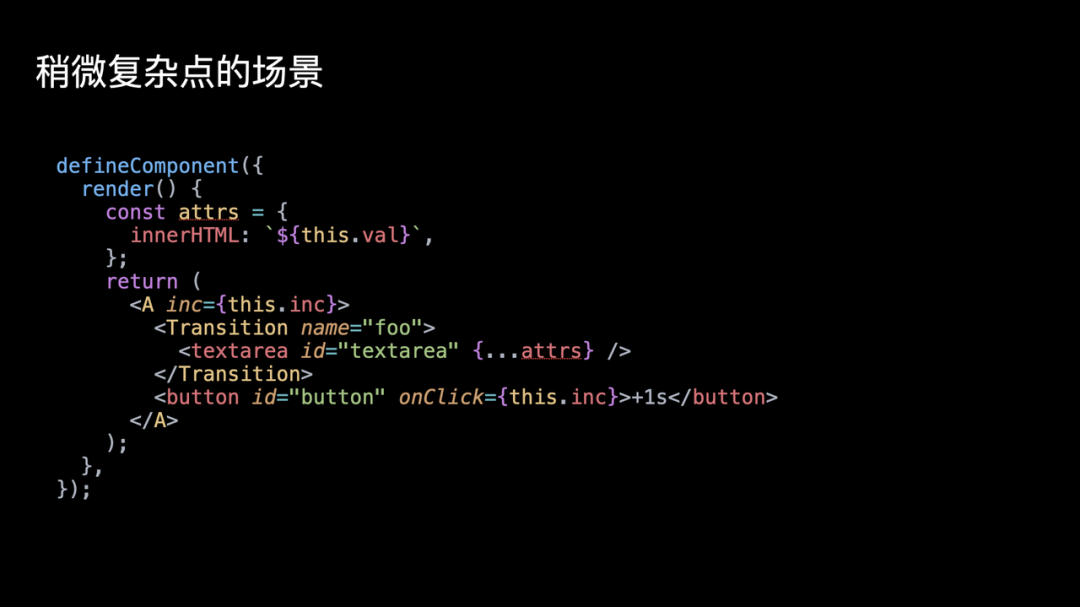 稍微复杂点的场景
defineComponent({
  render() {
    const attrs = {
      innerHTML: `${this.val}`,
    };
    return (
      <A inc={this.inc}>
        <Transition name="foo">
          <textarea id="textarea" {...attrs} />
        </Transition>
        <button id="button" onClick={this.inc}>+1s</button>
      </A>
    );
  },
});